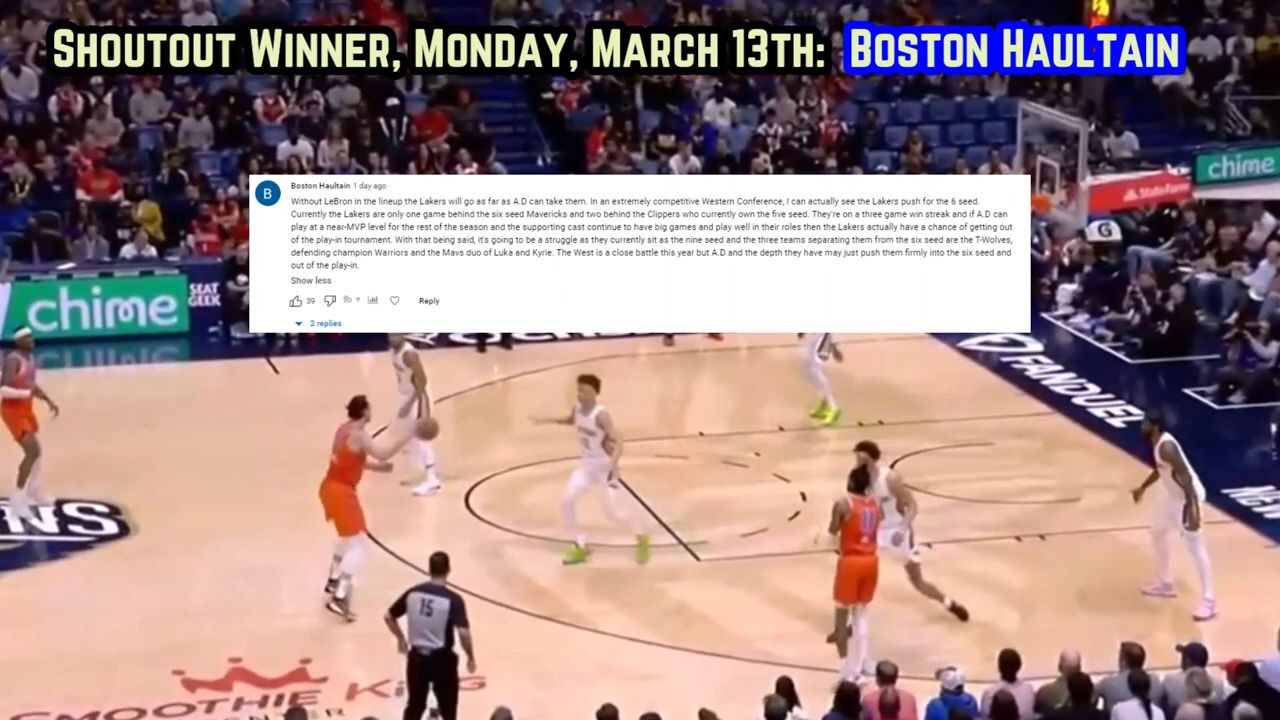 SHOUTOUT WINNER, MONDAY, MARCH 13TH: BOSTON HAULTAIN
chime
StateFarm
G
B
Boston Haultain 1 day ago
Without LeBron in the lineup the Lakers will go as far as A.D can take them. In an extremely competitive Western Conference, I can actually see the Lakers push for the 6 seed.
Currently the Lakers are only one game behind the six seed Mavericks and two behind the Clippers who currently own the five seed. They're on a three game win streak and if A.D can
play at a near-MVP level for the rest of the season and the supporting cast continue to have big games and play well in their roles then the Lakers actually have a chance of getting out
of the play-in tournament. With that being said, it's going to be a struggle as they currently sit as the nine seed and the three teams separating them from the six seed are the T-Wolves,
defending champion Warriors and the Mavs duo of Luka and Kyrie. The West is a close battle this year but A.D and the depth they have may just push them firmly into the six seed and
out of the play-in.
Show less
39 Reply
2 replies
chime
SEAT
GEEK
FANDUEL
NEW
NS
15
SMOOTHIE KING